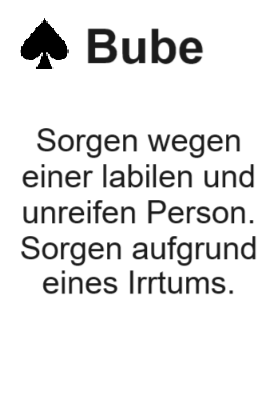 ♠ Bube
Sorgen wegen
einer labilen und
unreifen Person.
Sorgen aufgrund
eines Irrtums.